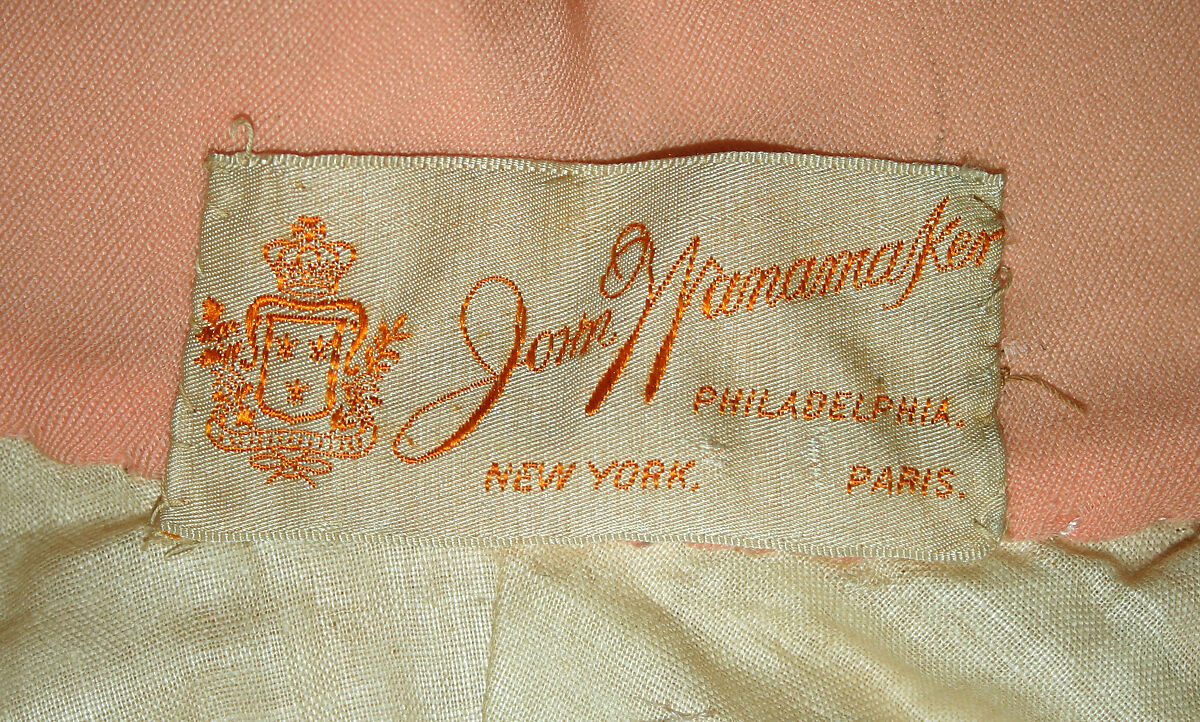 John Wanamaker
PHILADELPHIA.
NEW YORK. PARIS.